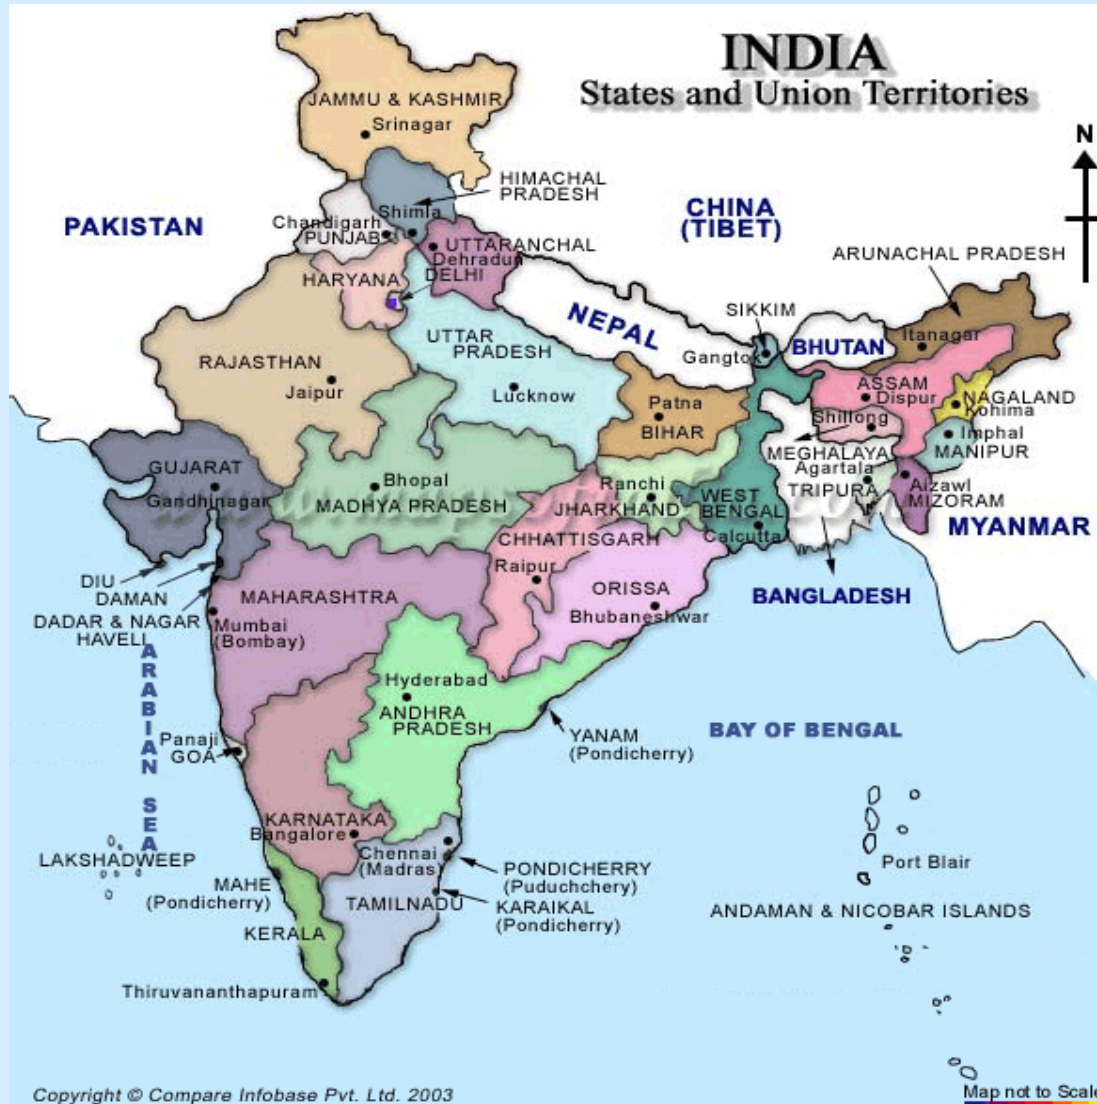 INDIA
States and Union Territories
N
JAMMU & KASHMIR
Srinagar
HIMACHAL
PRADESH
PAKISTAN
CHINA
(TIBET)
Shimla
Chandigarh
PUNJAB
UTTARANCHAL
Dehradun
ARUNACHAL PRADESH
HARYANA
DELHI
SIKKIM
NEPAL
UTTAR
PRADESH
Itanagar
BHUTAN
Gangtok
RAJASTHAN
Jaipur
Lucknow
ASSAM
Dispur
NAGALAND
Kohima
Patna
BIHAR
Shillong
Imphal
MANIPUR
MEGHALAYA
GUJARAT
Gandhinagar
Bhopal
MADHYA PRADESH
Ranchi
JHARKHAND
WEST
BENGAL
Calcutta
Agartala
TRIPURA
Aizawl
MIZORAM
MYANMAR
CHHATTISGARH
Raipur
DIU
DAMAN
DADAR & NAGAR
HAVELI
MAHARASHTRA
ORISSA
Bhubaneshwar
BANGLADESH
Mumbai
(Bombay)
ARABIAN SEA
Hyderabad
ANDHRA
PRADESH
YANAM
(Pondicherry)
BAY OF BENGAL
Panaji
GOA
KARNATAKA
Bangalore
LAKSHADWEEP
Chennai
(Madras)
PONDICHERRY
(Puduchchery)
Port Blair
MAHE
(Pondicherry)
TAMILNADU
KARAIKAL
(Pondicherry)
ANDAMAN & NICOBAR ISLANDS
KERALA
Thiruvananthapuram
Copyright © Compare Infobase Pvt. Ltd. 2003
Map not to Scale